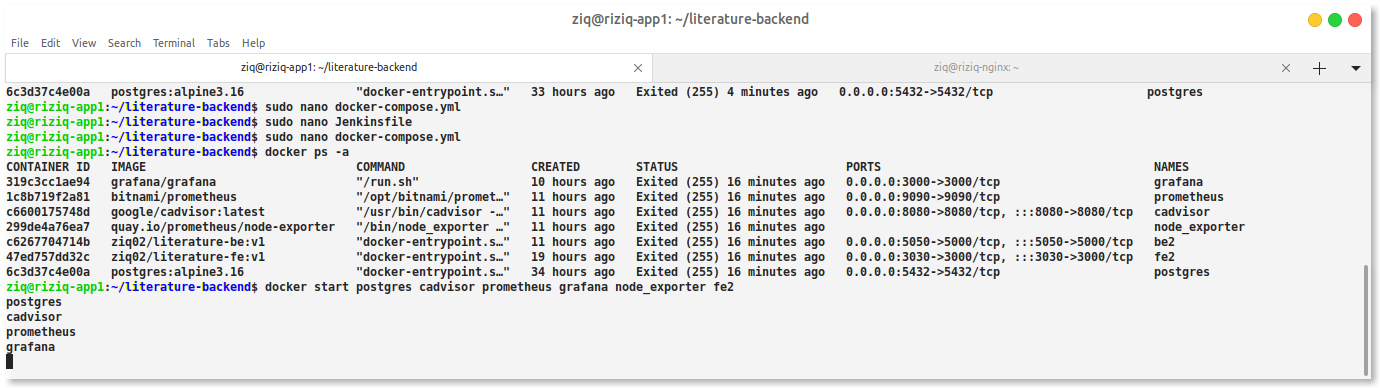 ziq@riziq-app1: ~/literature-backend
File Edit View Search Terminal Tabs Help
ziq@riziq-app1: ~/literature-backend ziq@riziq-nginx: ~
6c3d37c4e00a   postgres:alpine3.16                "docker-entrypoint.s…"   33 hours ago   Exited (255) 4 minutes ago   0.0.0.0:5432->5432/tcp                      postgres
ziq@riziq-app1:~/literature-backend$ sudo nano docker-compose.yml
ziq@riziq-app1:~/literature-backend$ sudo nano Jenkinsfile
ziq@riziq-app1:~/literature-backend$ sudo nano docker-compose.yml
ziq@riziq-app1:~/literature-backend$ docker ps -a
CONTAINER ID   IMAGE                              COMMAND                  CREATED        STATUS                        PORTS                                       NAMES
319c3cc1ae94   grafana/grafana                    "/run.sh"                10 hours ago   Exited (255) 16 minutes ago   0.0.0.0:3000->3000/tcp                      grafana
1c8b719f2a81   bitnami/prometheus                 "/opt/bitnami/promet…"   11 hours ago   Exited (255) 16 minutes ago   0.0.0.0:9090->9090/tcp                      prometheus
c6600175748d   google/cadvisor:latest             "/usr/bin/cadvisor -…"   11 hours ago   Exited (255) 16 minutes ago   0.0.0.0:8080->8080/tcp, :::8080->8080/tcp   cadvisor
299de4a76ea7   quay.io/prometheus/node-exporter   "/bin/node_exporter …"   11 hours ago   Exited (255) 16 minutes ago                                               node_exporter
c6267704714b   ziq02/literature-be:v1             "docker-entrypoint.s…"   11 hours ago   Exited (255) 16 minutes ago   0.0.0.0:5050->5000/tcp, :::5050->5000/tcp   be2
47ed757dd32c   ziq02/literature-fe:v1             "docker-entrypoint.s…"   19 hours ago   Exited (255) 16 minutes ago   0.0.0.0:3030->3000/tcp, :::3030->3000/tcp   fe2
6c3d37c4e00a   postgres:alpine3.16                "docker-entrypoint.s…"   34 hours ago   Exited (255) 16 minutes ago   0.0.0.0:5432->5432/tcp                      postgres
ziq@riziq-app1:~/literature-backend$ docker start postgres cadvisor prometheus grafana node_exporter fe2
postgres
cadvisor
prometheus
grafana